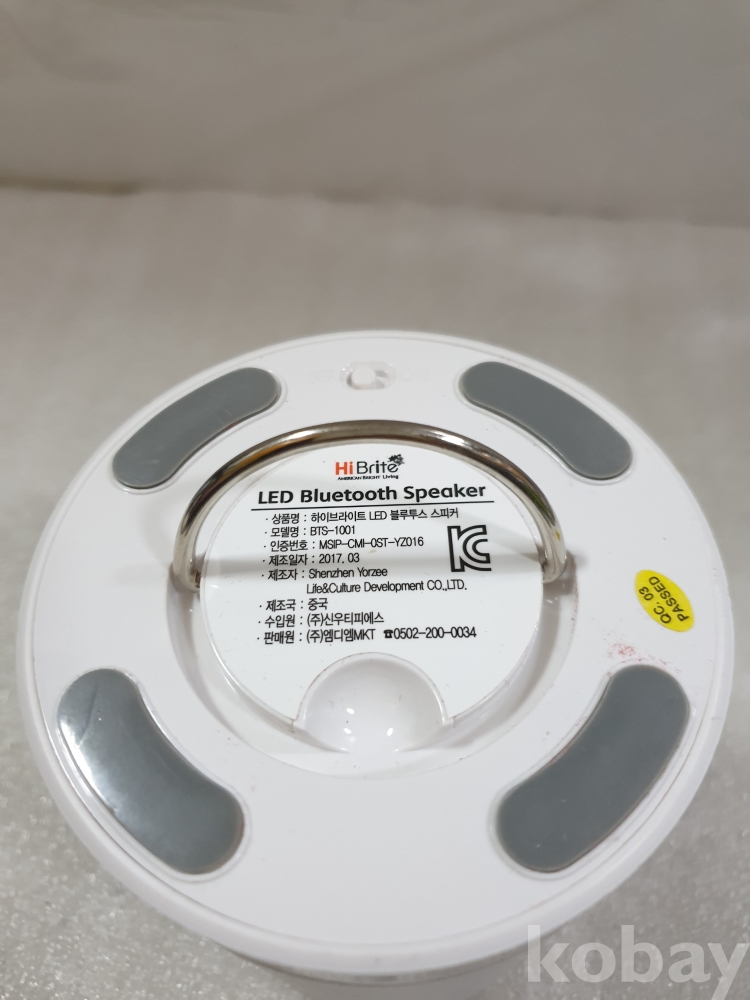 HiBrite
AMERICAN BRIGHT Living
LED Bluetooth Speaker
· 상품명 : 하이브라이트 LED 블루투스 스피커
· 모델명 : BTS-1001
· 인증번호 : MSIP-CMI-0ST-YZ016
· 제조일자 : 2017. 03
· 제조자 : Shenzhen Yorzee
Life&Culture Development CO.,LTD.
· 제조국 : 중국
· 수입원 : (주)신우티피에스
· 판매원 : (주)엠디엠MKT ☎0502-200-0034
QC. 03
PASSED
kobay